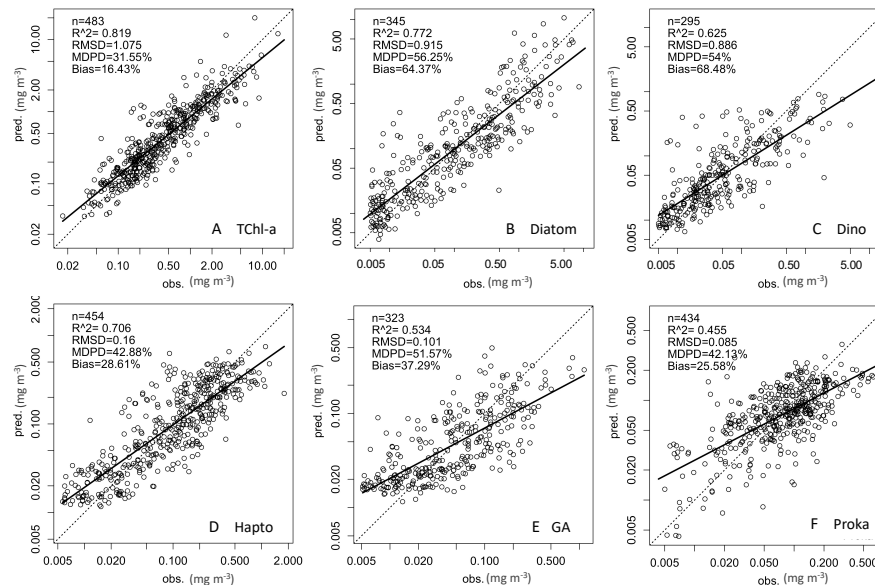 n=483
R^2= 0.819
RMSD=1.075
MDPD=31.55%
Bias=16.43%
pred. (mg m-3)
10.00
2.00
0.50
0.10
0.02
A TChl-a
0.02 0.10 0.50 2.00 10.00
obs. (mg m-3)
n=345
R^2= 0.772
RMSD=0.915
MDPD=56.25%
Bias=64.37%
pred. (mg m-3)
5.00
0.50
0.05
0.005
B Diatom
0.005 0.05 0.50 5.00
obs. (mg m-3)
n=295
R^2= 0.625
RMSD=0.886
MDPD=54%
Bias=68.48%
pred. (mg m-3)
5.00
0.50
0.05
0.005
C Dino
0.005 0.05 0.50 5.00
obs. (mg m-3)
n=454
R^2= 0.706
RMSD=0.16
MDPD=42.88%
Bias=28.61%
pred. (mg m-3)
2.000
0.500
0.100
0.020
0.005
D Hapto
0.005 0.020 0.100 0.500 2.000
obs. (mg m-3)
n=323
R^2= 0.534
RMSD=0.101
MDPD=51.57%
Bias=37.29%
pred. (mg m-3)
0.500
0.100
0.020
0.005
E GA
0.005 0.020 0.100 0.500
obs. (mg m-3)
n=434
R^2= 0.455
RMSD=0.085
MDPD=42.13%
Bias=25.58%
pred. (mg m-3)
0.500
0.200
0.050
0.020
0.005
F Proka
0.005 0.020 0.050 0.200 0.500
obs. (mg m-3)